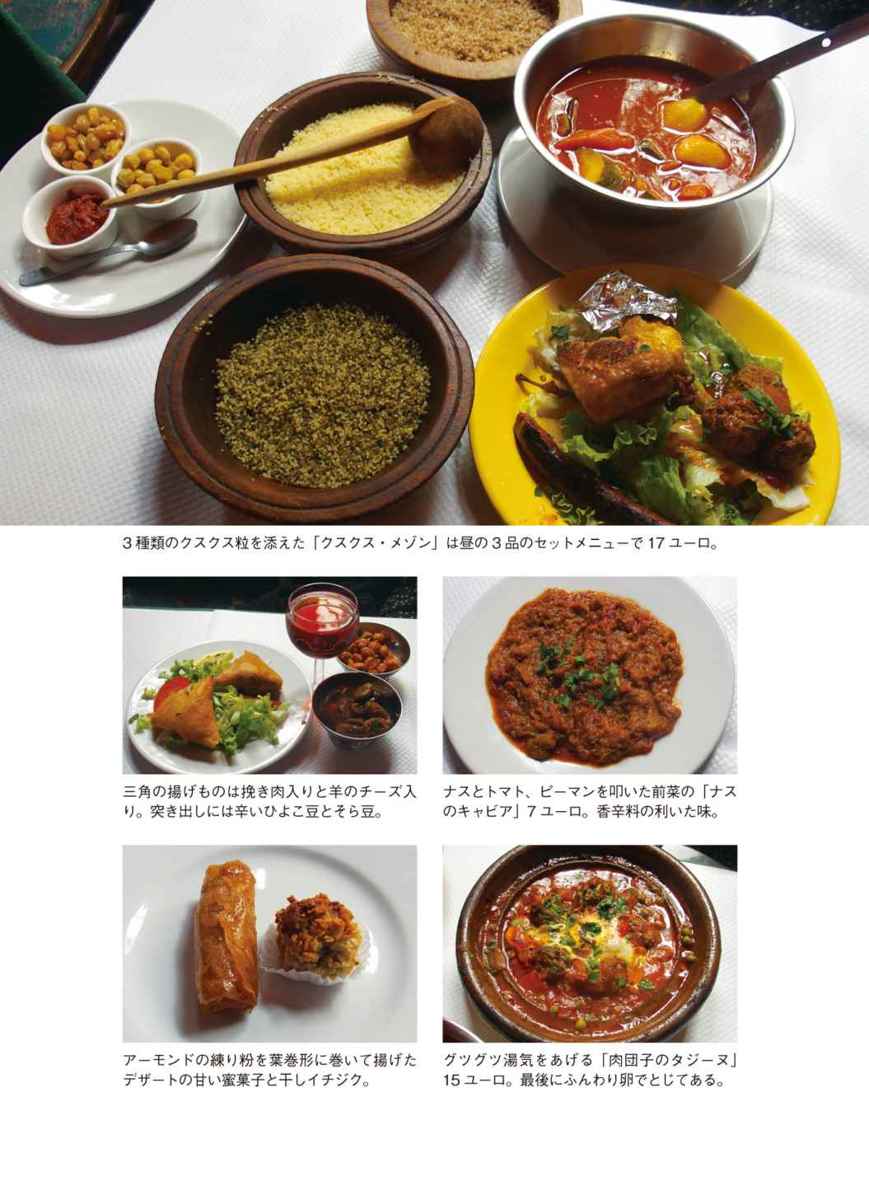 3種類のクスクス粒を添えた「クスクス・メゾン」は昼の3品のセットメニューで17ユーロ。
三角の揚げものは挽き肉入りと羊のチーズ入
り。突き出しには辛いひよこ豆とそら豆。
ナスとトマト、ピーマンを叩いた前菜の「ナス
のキャビア」7ユーロ。香辛料の利いた味。
アーモンドの練り粉を葉巻形に巻いて揚げた
デザートの甘い蜜菓子と干しイチジク。
グツグツ湯気をあげる「肉団子のタジーヌ」
15ユーロ。最後にふんわり卵でとじてある。